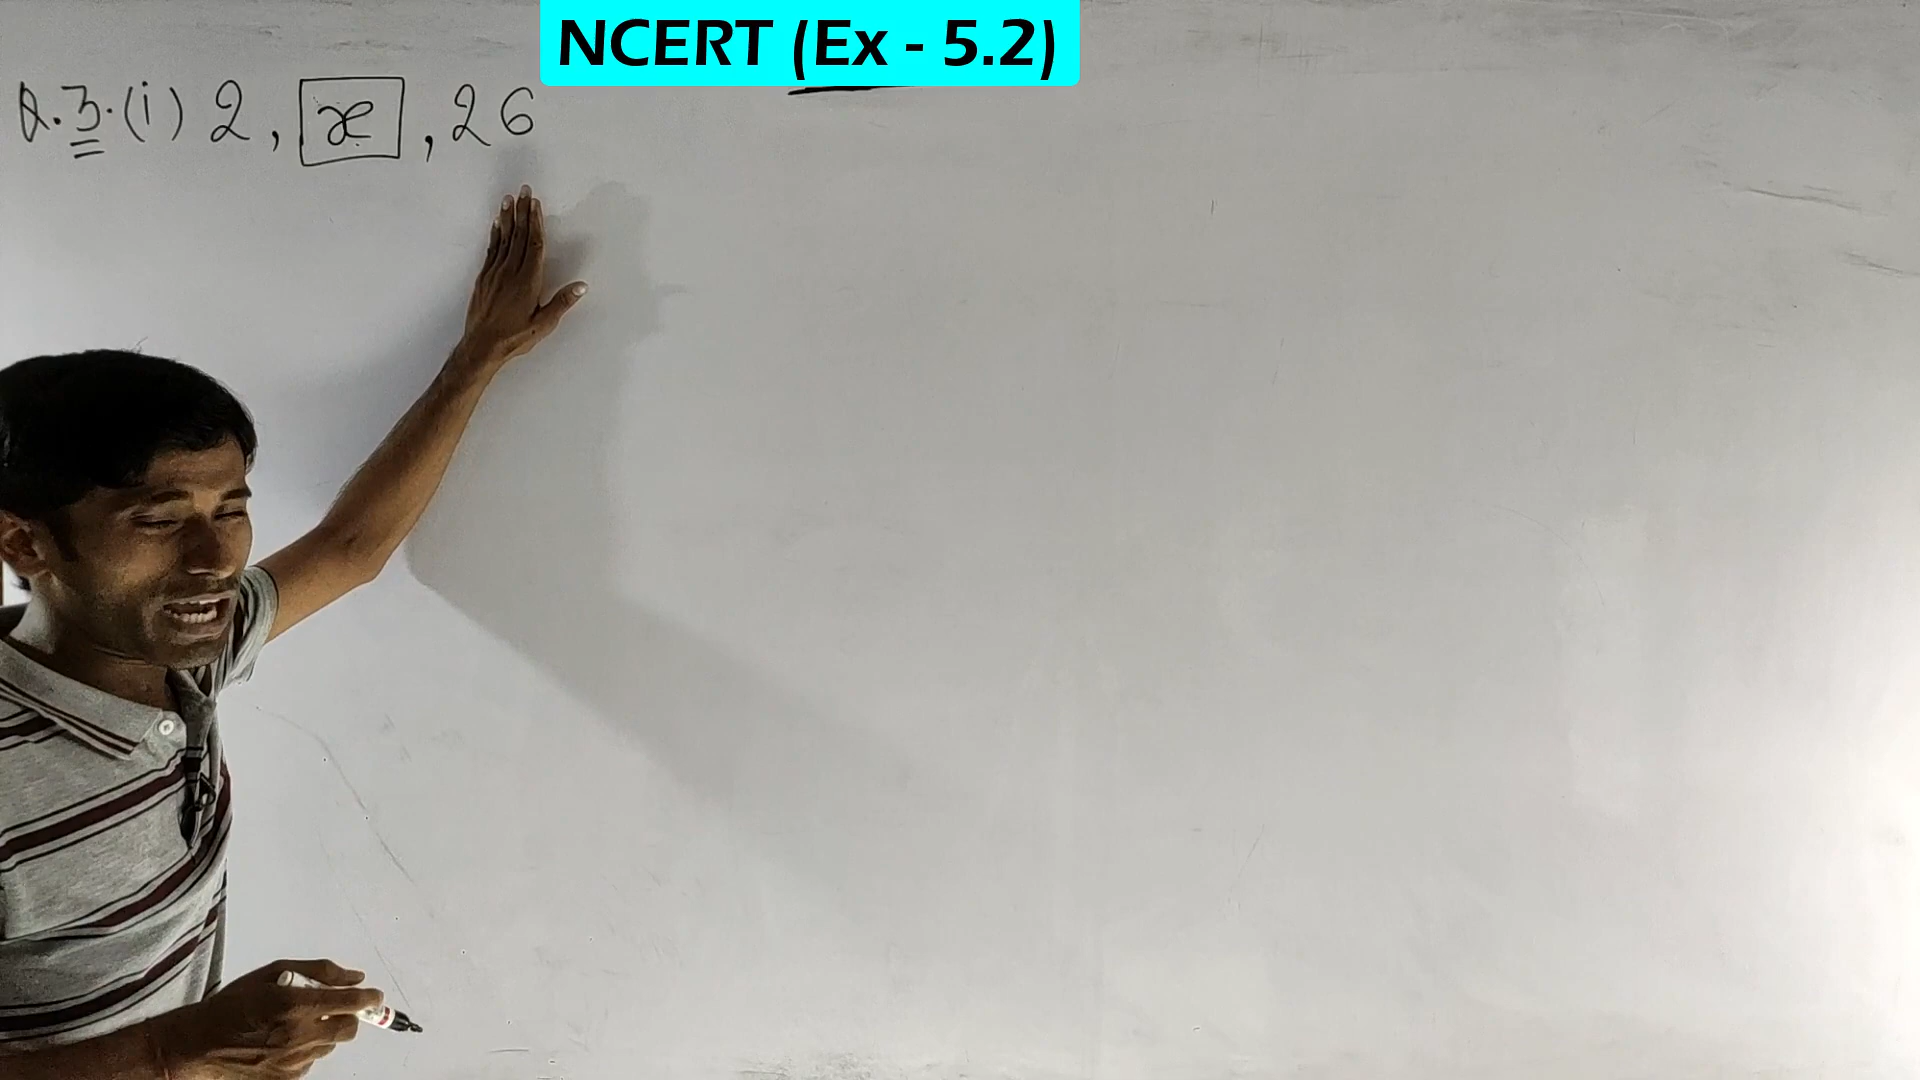 NCERT (Ex - 5.2)
Q.3.(i) 2, x, 26